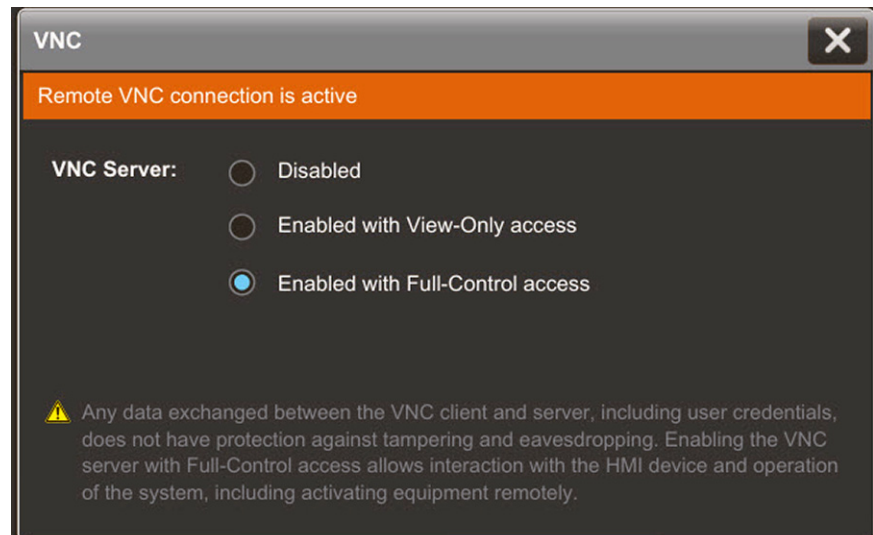 VNC
Remote VNC connection is active
VNC Server:
Disabled
Enabled with View-Only access
Enabled with Full-Control access
Any data exchanged between the VNC client and server, including user credentials,
does not have protection against tampering and eavesdropping. Enabling the VNC
server with Full-Control access allows interaction with the HMI device and operation
of the system, including activating equipment remotely.